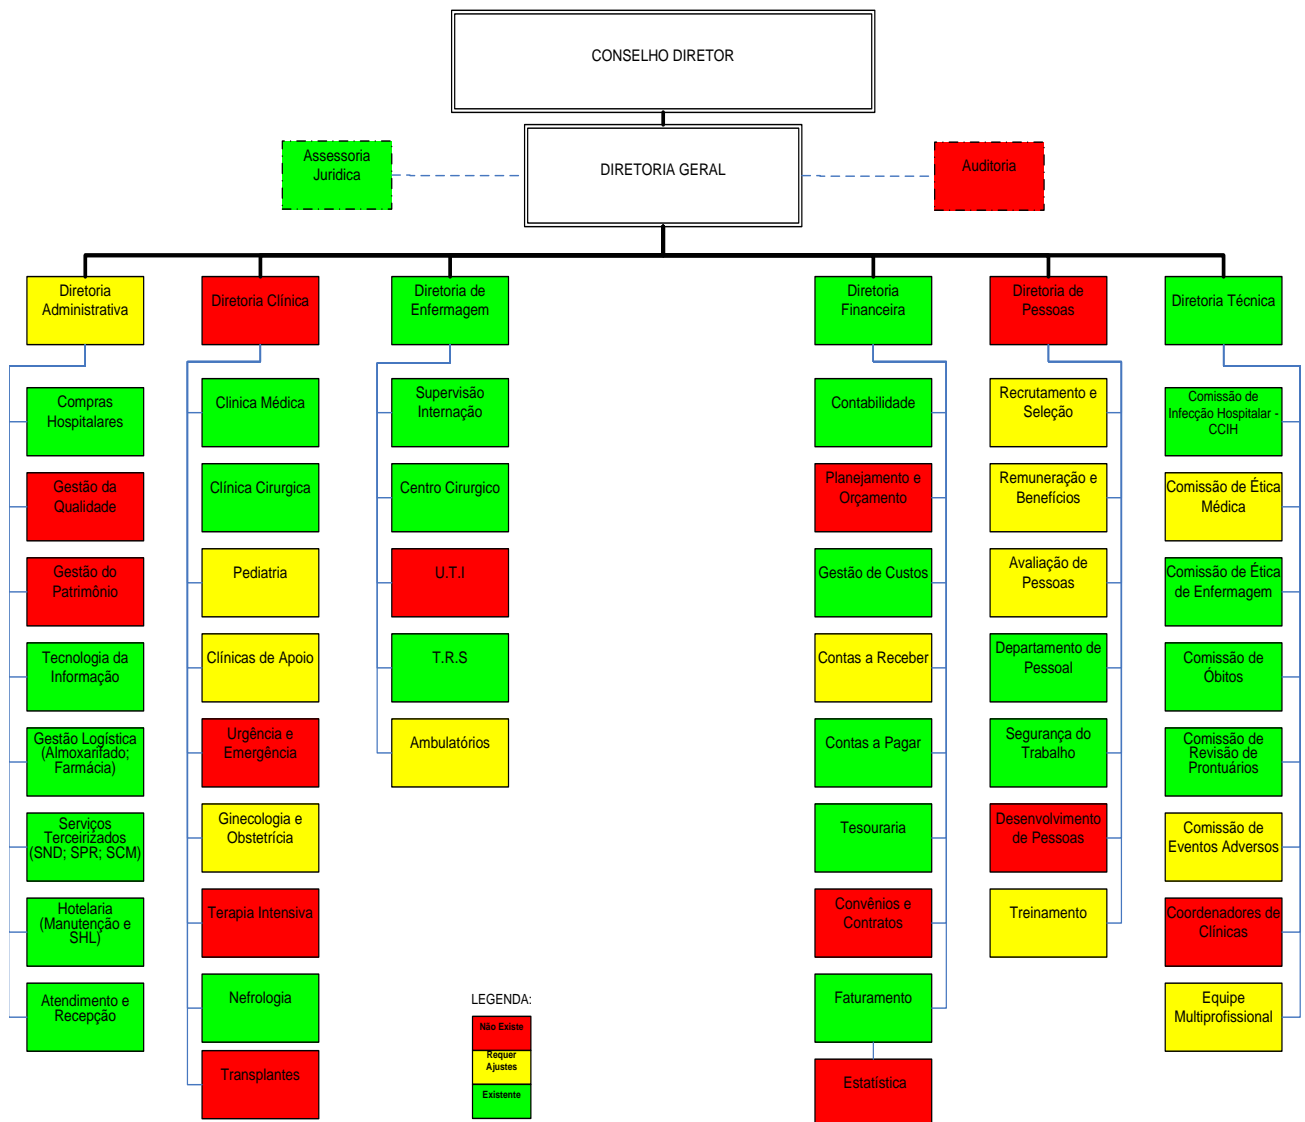 CONSELHO DIRETOR
DIRETORIA GERAL
Assessoria
Juridica
Auditoria
Diretoria
Administrativa
Diretoria Clínica
Diretoria de
Enfermagem
Diretoria
Financeira
Diretoria de
Pessoas
Diretoria Técnica
Compras
Hospitalares
Gestão da
Qualidade
Gestão do
Patrimônio
Tecnologia da
Informação
Gestão Logística
(Almoxarifado;
Farmácia)
Serviços
Terceirizados
(SND; SPR; SCM)
Hotelaria
(Manutenção e
SHL)
Atendimento e
Recepção
Clinica Médica
Clínica Cirurgica
Pediatria
Clínicas de Apoio
Urgência e
Emergência
Ginecologia e
Obstetrícia
Terapia Intensiva
Nefrologia
Transplantes
Supervisão
Internação
Centro Cirurgico
U.T.I
T.R.S
Ambulatórios
Contabilidade
Planejamento e
Orçamento
Gestão de Custos
Contas a Receber
Contas a Pagar
Tesouraria
Convênios e
Contratos
Faturamento
Estatística
Recrutamento e
Seleção
Remuneração e
Benefícios
Avaliação de
Pessoas
Departamento de
Pessoal
Segurança do
Trabalho
Desenvolvimento
de Pessoas
Treinamento
Comissão de
Infecção Hospitalar -
CCIH
Comissão de Ética
Médica
Comissão de Ética
de Enfermagem
Comissão de
Óbitos
Comissão de
Revisão de
Prontuários
Comissão de
Eventos Adversos
Coordenadores de
Clínicas
Equipe
Multiprofissional
LEGENDA:
Não Existe
Requer
Ajustes
Existente